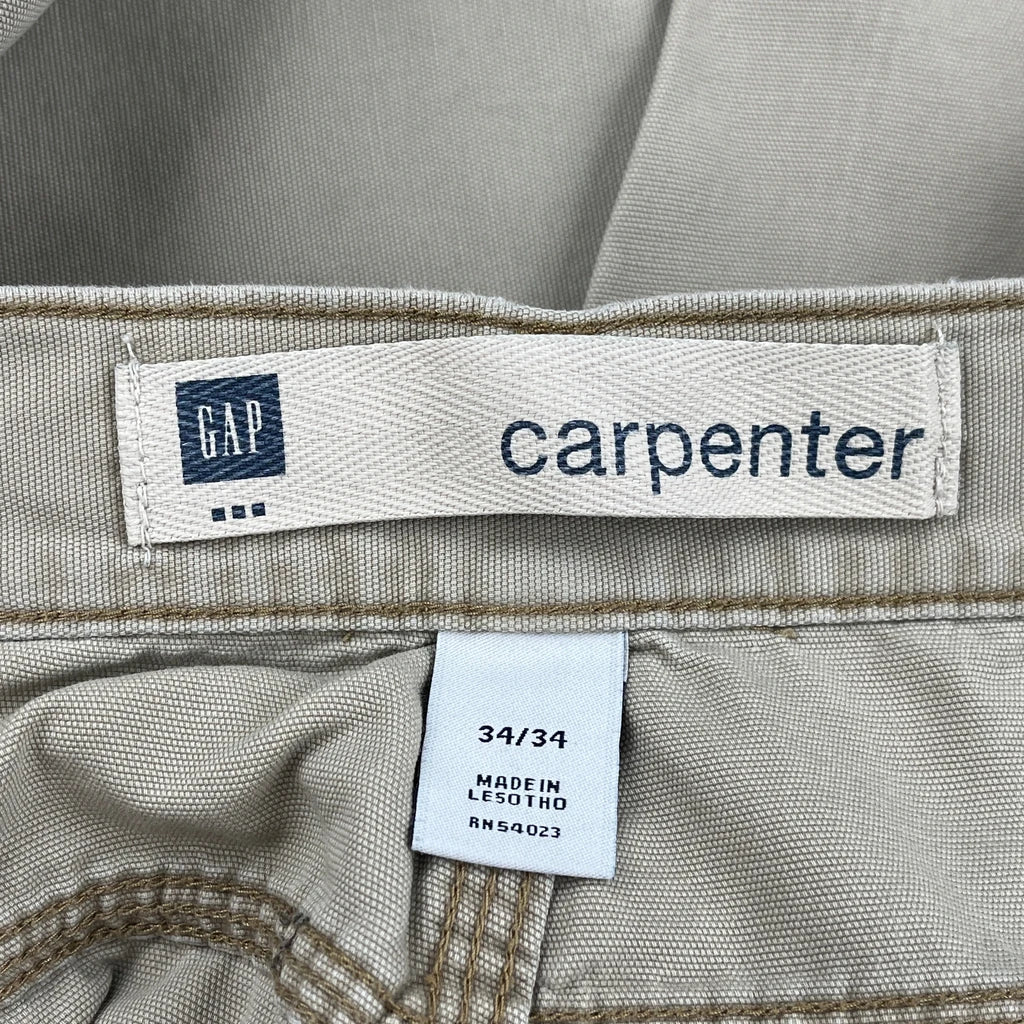 GAP
carpenter
34/34
MADE IN
LESOTHO
RN54023